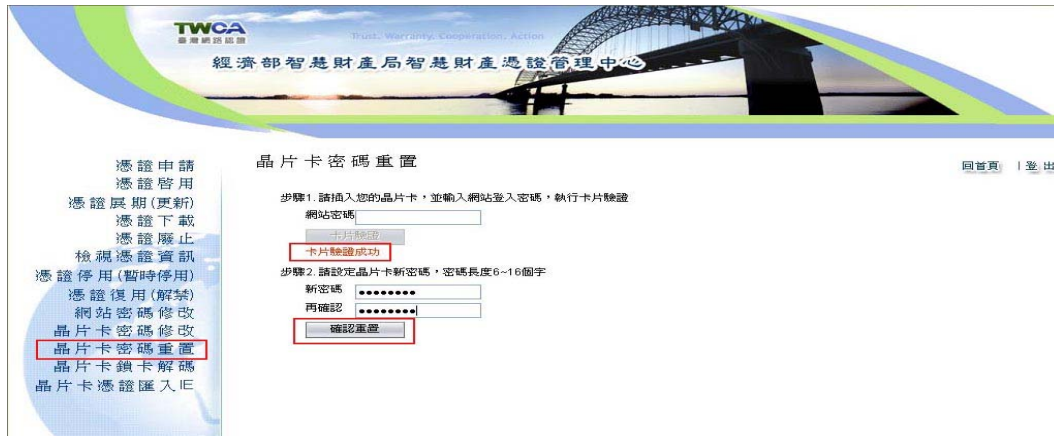 TWCA
臺灣網路認證
Trust, Warranty, Cooperation, Action
經濟部智慧財產局智慧財產憑證管理中心
憑證申請
憑證啓用
憑證展期(更新)
憑證下載
憑證廢止
檢視憑證資訊
憑證停用(暫時停用)
憑證復用(解禁)
網站密碼修改
晶片卡密碼修改
晶片卡密碼重置
晶片卡鎖卡解碼
晶片卡憑證匯入IE
晶片卡密碼重置
回首頁 | 登出
步驟1.請插入您的晶片卡，並輸入網站登入密碼，執行卡片驗證
網站密碼
卡片驗證
卡片驗證成功
步驟2.請設定晶片卡新密碼，密碼長度6~16個字
新密碼 ●●●●●●●●
再確認 ●●●●●●●●
確認重置